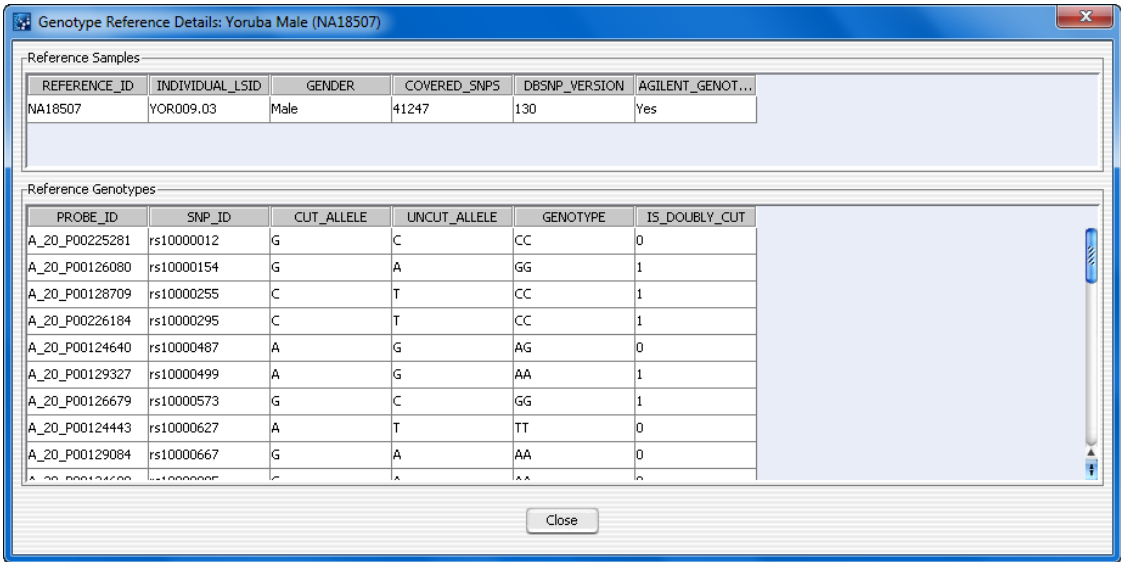 Genotype Reference Details: Yoruba Male (NA18507)
Reference Samples
REFERENCE_ID INDIVIDUAL_LSID GENDER COVERED_SNPS DBSNP_VERSION AGILENT_GENOT...
NA18507 YOR009.03 Male 41247 130 Yes
Reference Genotypes
PROBE_ID SNP_ID CUT_ALLELE UNCUT_ALLELE GENOTYPE IS_DOUBLY_CUT
A_20_P00225281 rs10000012 G C CC 0
A_20_P00126080 rs10000154 G A GG 1
A_20_P00128709 rs10000255 C T CC 1
A_20_P00226184 rs10000295 C T CC 1
A_20_P00124640 rs10000487 A G AG 0
A_20_P00129327 rs10000499 A G AA 1
A_20_P00126679 rs10000573 G C GG 1
A_20_P00124443 rs10000627 A T TT 0
A_20_P00129084 rs10000667 G A AA 0
Close